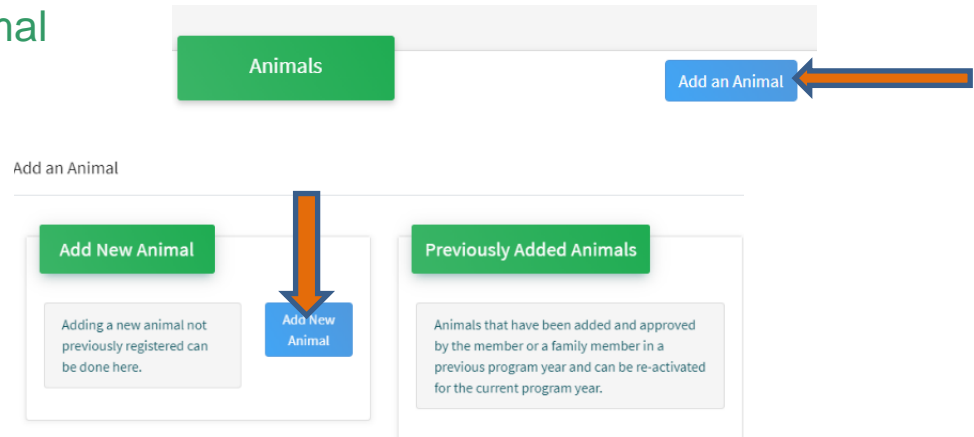 Animals
Add an Animal
Add an Animal
Add New Animal
Adding a new animal not
previously registered can
be done here.
Add New
Animal
Previously Added Animals
Animals that have been added and approved
by the member or a family member in a
previous program year and can be re-activated
for the current program year.